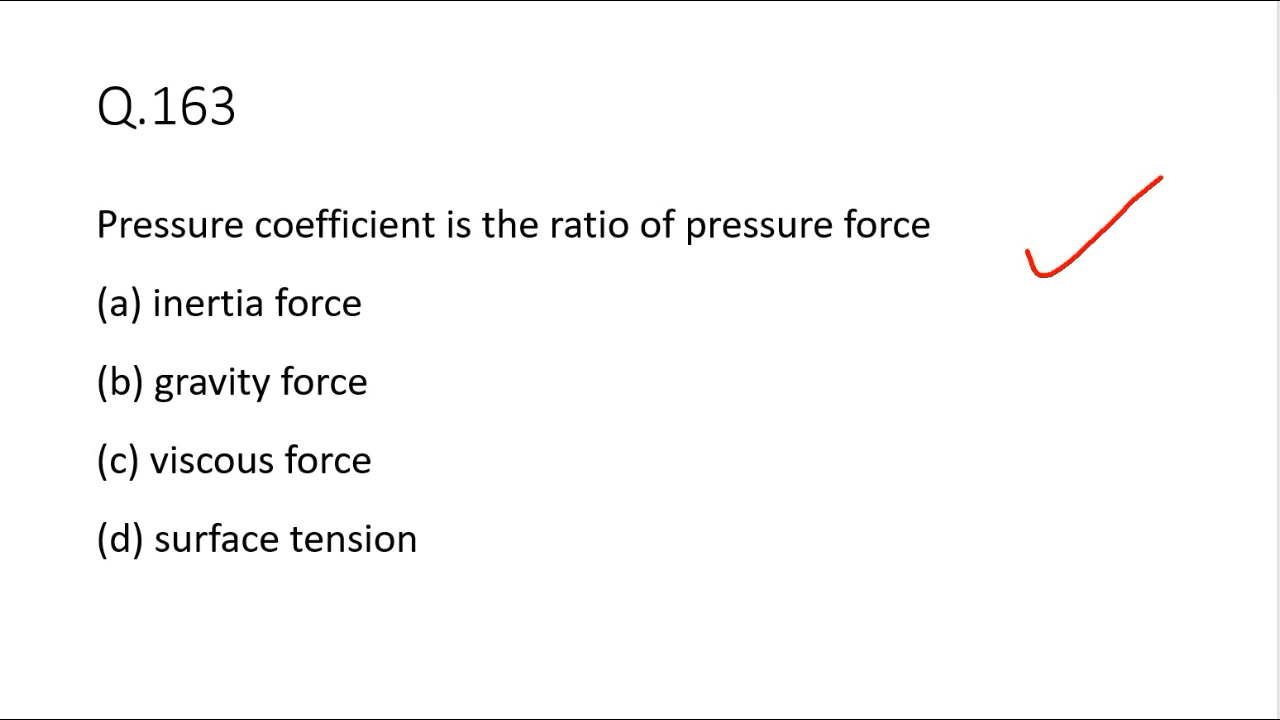 Q.163
Pressure coefficient is the ratio of pressure force
(a) inertia force
(b) gravity force
(c) viscous force
(d) surface tension